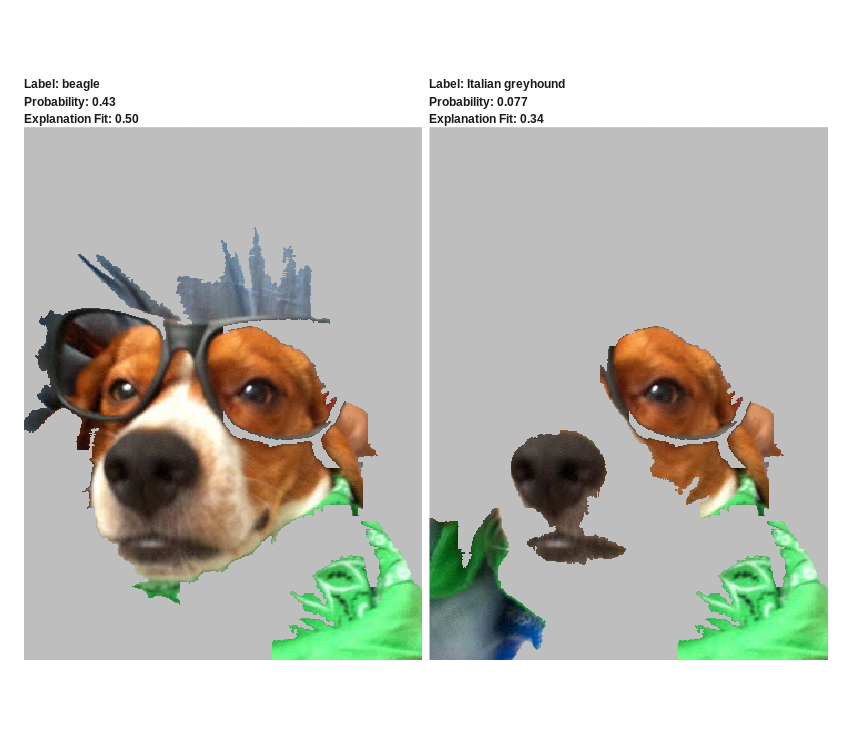 Label: beagle
Probability: 0.43
Explanation Fit: 0.50
Label: Italian greyhound
Probability: 0.077
Explanation Fit: 0.34